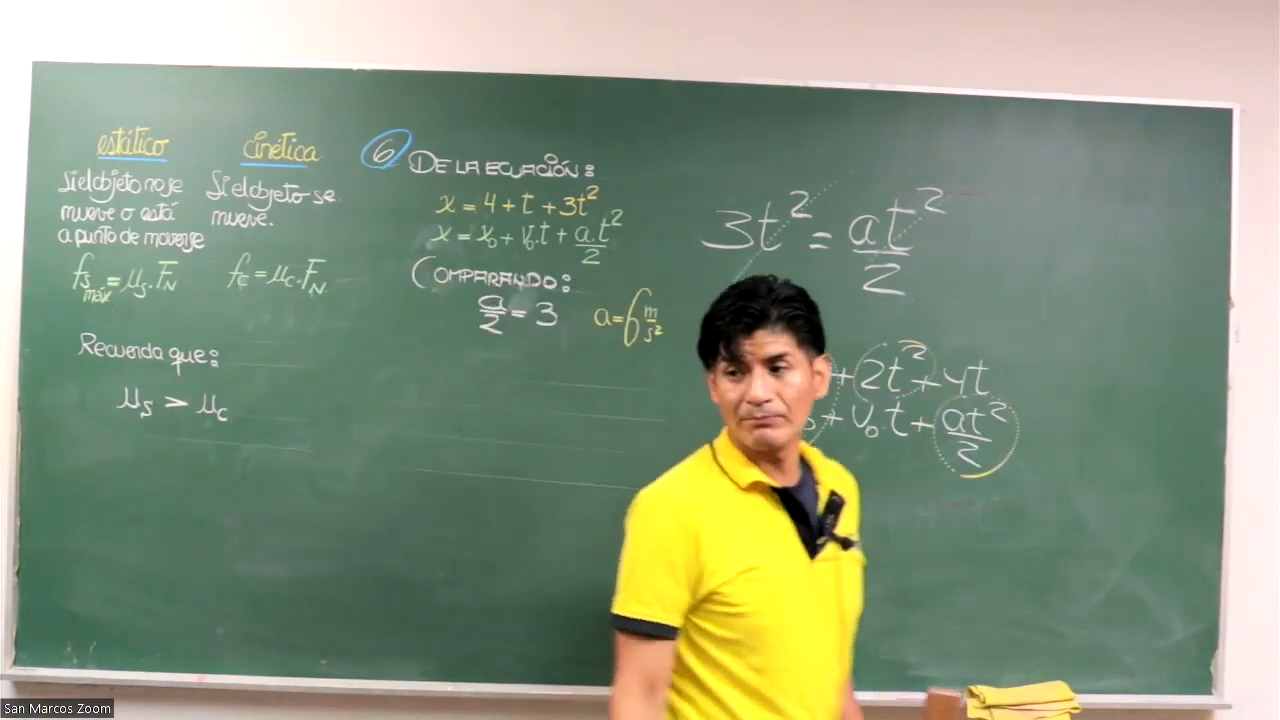 estático
Si el objeto no se
mueve o está
a punto de moverse
fs máx = μs.FN
cinética
Si el objeto se
mueve.
fc = μc.FN
Recuerda que:
μs > μc
6 DE LA ECUACIÓN:
x = 4 + t + 3t²
x = x₀ + v₀.t + a.t²/2
COMPARANDO:
a/2 = 3 a = 6 m/s²
3t² = at²/2
+ 2t² + 4t
+ v₀.t + at²/2
San Marcos Zoom